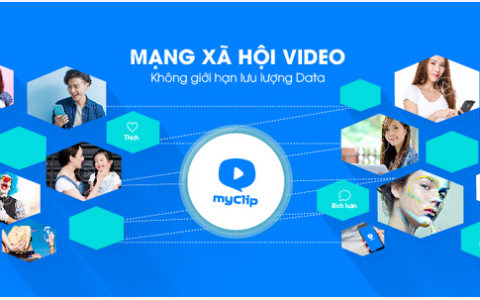 MẠNG XÃ HỘI VIDEO
Không giới hạn lưu lượng Data
Thích
myclip
Bình luận